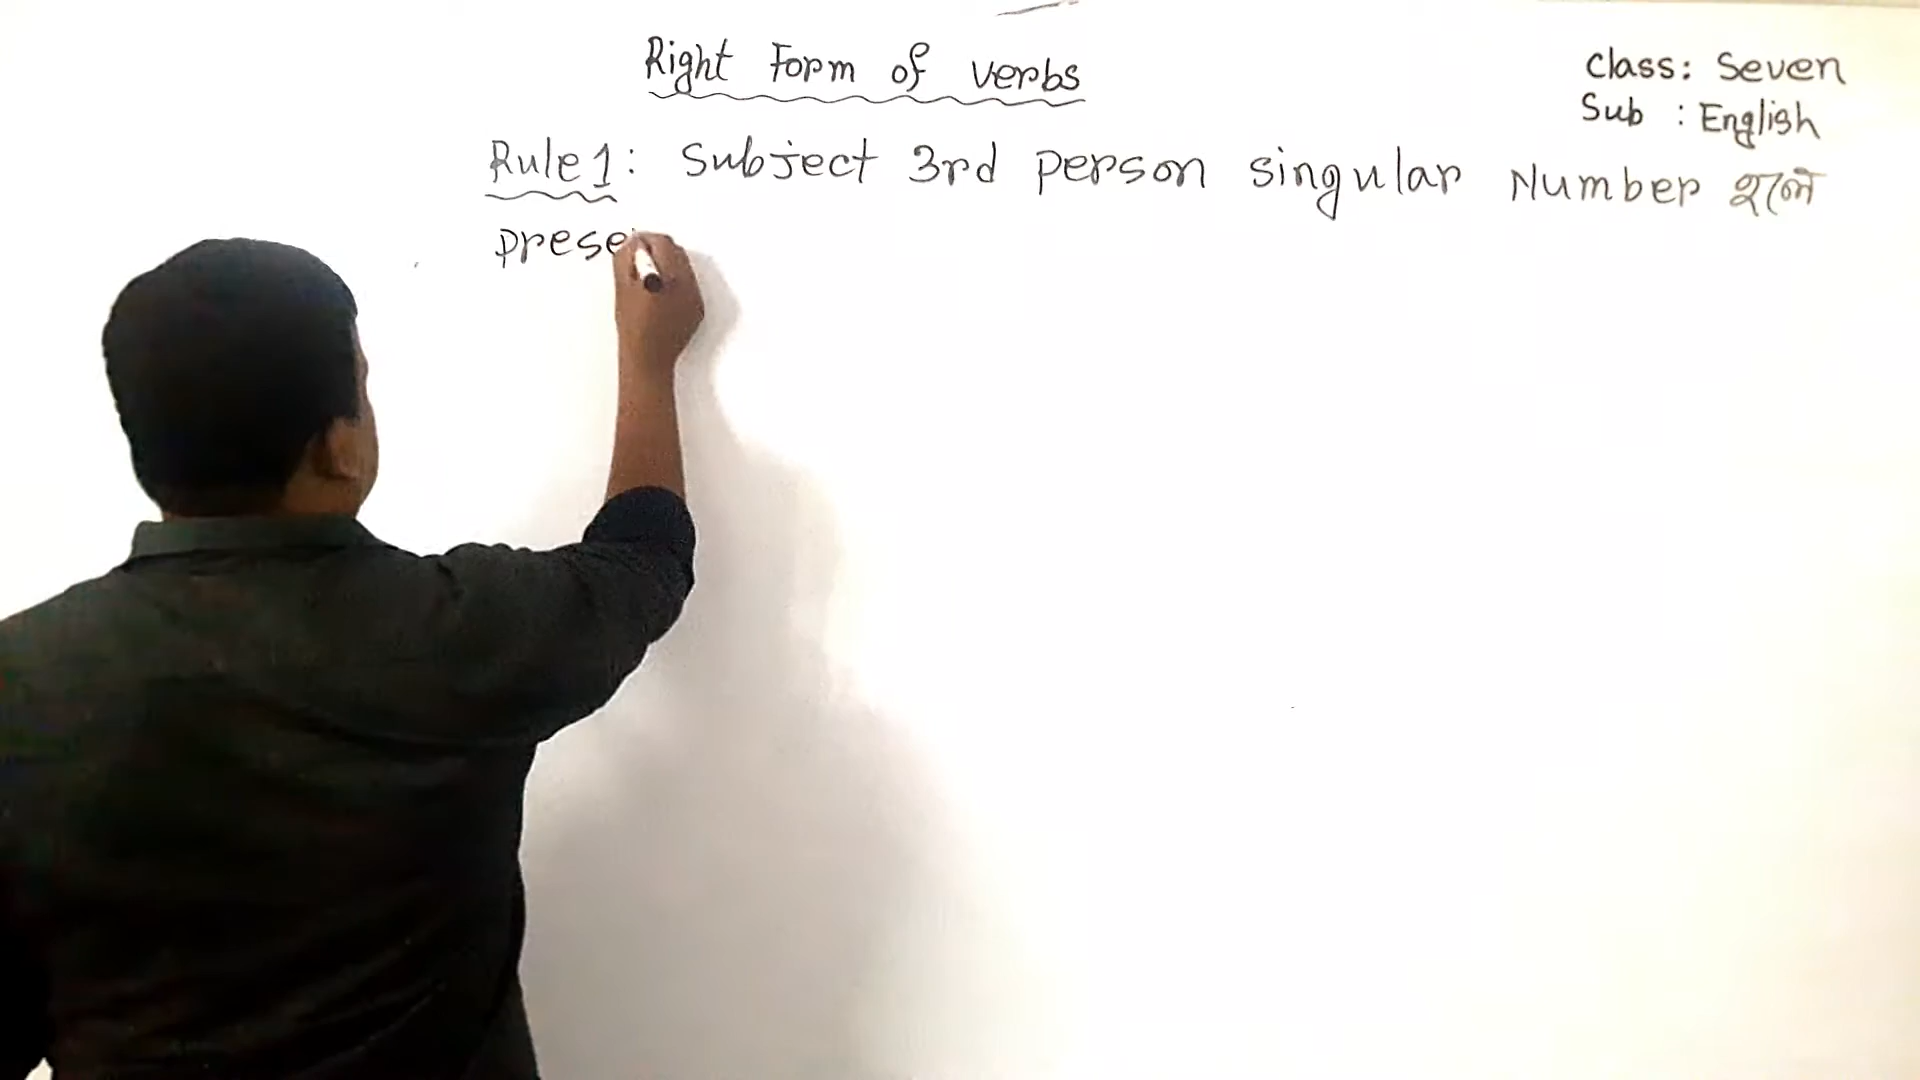 Right Form of verbs
class: Seven
Sub : English
Rule 1: Subject 3rd person singular Number হলে
prese